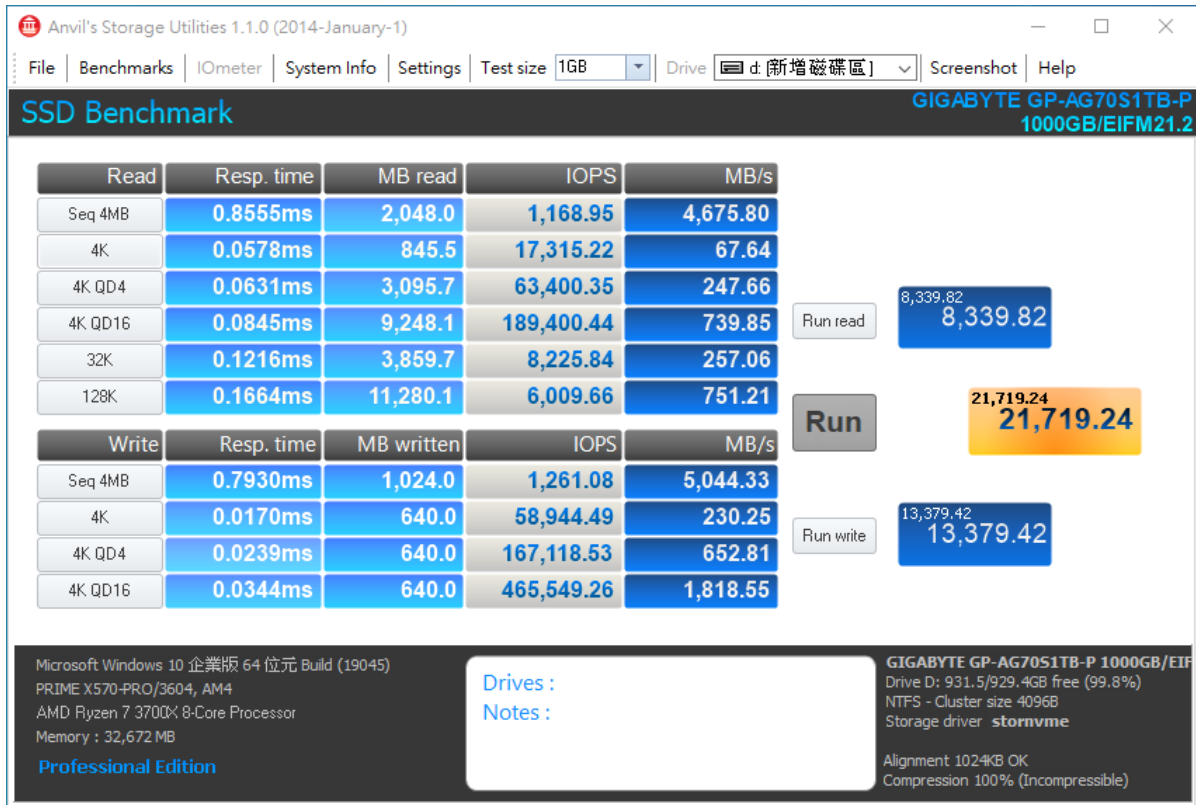 Anvil's Storage Utilities 1.1.0 (2014-January-1)
File Benchmarks IOmeter System Info Settings Test size 1GB Drive d: [新增磁碟區] Screenshot Help
SSD Benchmark
GIGABYTE GP-AG70S1TB-P
1000GB/EIFM21.2
Read Resp. time MB read IOPS MB/s
Seq 4MB 0.8555ms 2,048.0 1,168.95 4,675.80
4K 0.0578ms 845.5 17,315.22 67.64
4K QD4 0.0631ms 3,095.7 63,400.35 247.66
4K QD16 0.0845ms 9,248.1 189,400.44 739.85
32K 0.1216ms 3,859.7 8,225.84 257.06
128K 0.1664ms 11,280.1 6,009.66 751.21
Run read
8,339.82
8,339.82
Run
21,719.24
21,719.24
Write Resp. time MB written IOPS MB/s
Seq 4MB 0.7930ms 1,024.0 1,261.08 5,044.33
4K 0.0170ms 640.0 58,944.49 230.25
4K QD4 0.0239ms 640.0 167,118.53 652.81
4K QD16 0.0344ms 640.0 465,549.26 1,818.55
Run write
13,379.42
13,379.42
Microsoft Windows 10 企業版 64 位元 Build (19045)
PRIME X570-PRO/3604, AM4
AMD Ryzen 7 3700X 8-Core Processor
Memory : 32,672 MB
Professional Edition
Drives :
Notes :
GIGABYTE GP-AG70S1TB-P 1000GB/EIF
Drive D: 931.5/929.4GB free (99.8%)
NTFS - Cluster size 4096B
Storage driver stornvme
Alignment 1024KB OK
Compression 100% (Incompressible)